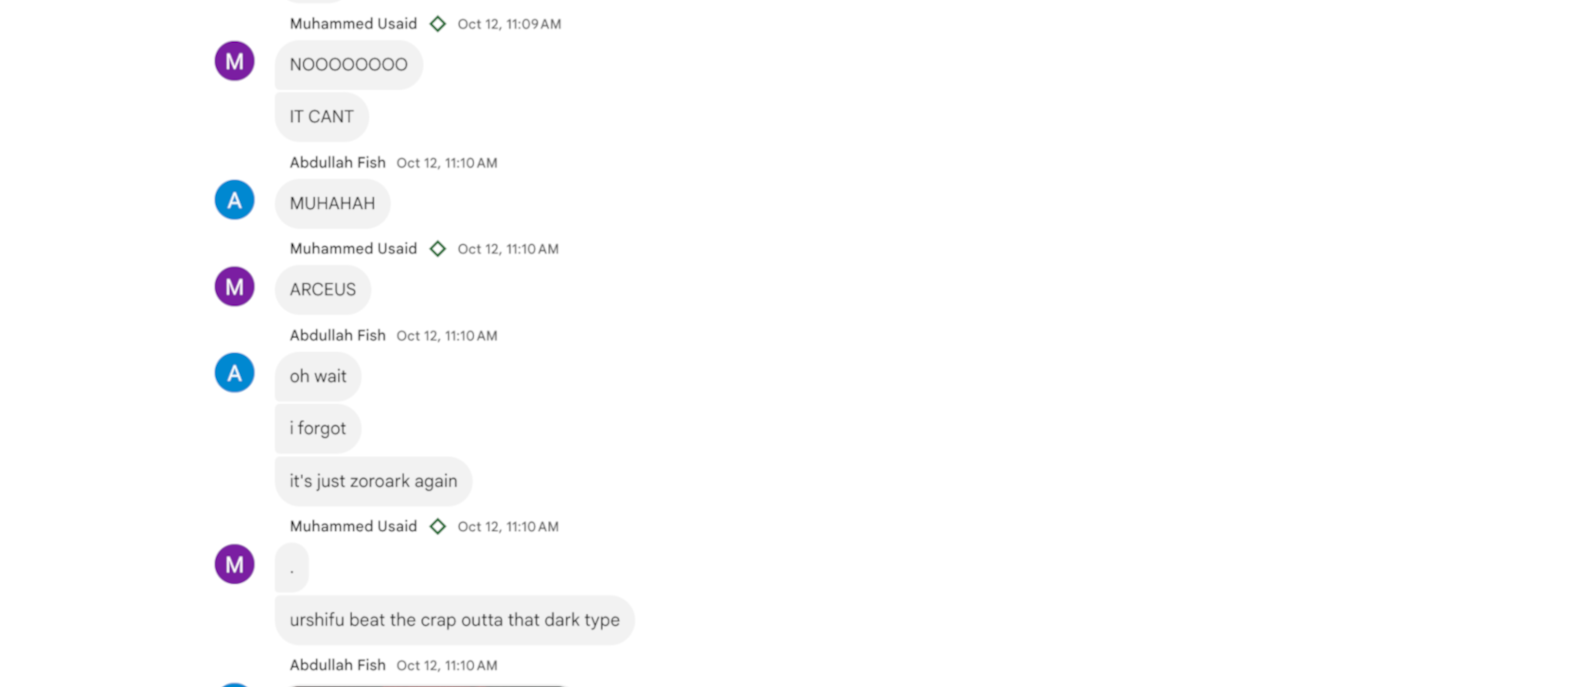 Muhammed Usaid Oct 12, 11:09 AM
M
NOOOOOOOO
IT CANT
Abdullah Fish Oct 12, 11:10 AM
A
MUHAHAH
Muhammed Usaid Oct 12, 11:10 AM
M
ARCEUS
Abdullah Fish Oct 12, 11:10 AM
A
oh wait
i forgot
it's just zoroark again
Muhammed Usaid Oct 12, 11:10 AM
M
.
urshifu beat the crap outta that dark type
Abdullah Fish Oct 12, 11:10 AM